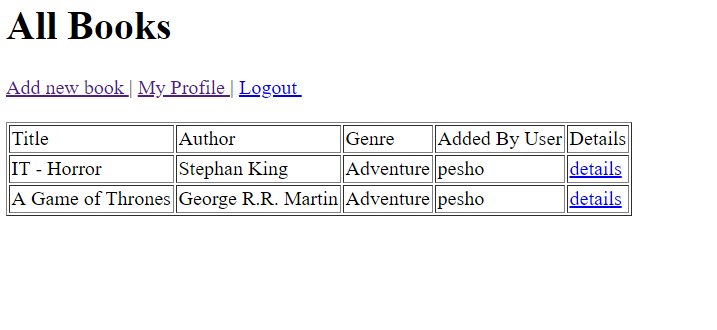 All Books
Add new book | My Profile | Logout
Title Author Genre Added By User Details
IT - Horror Stephan King Adventure pesho details
A Game of Thrones George R.R. Martin Adventure pesho details